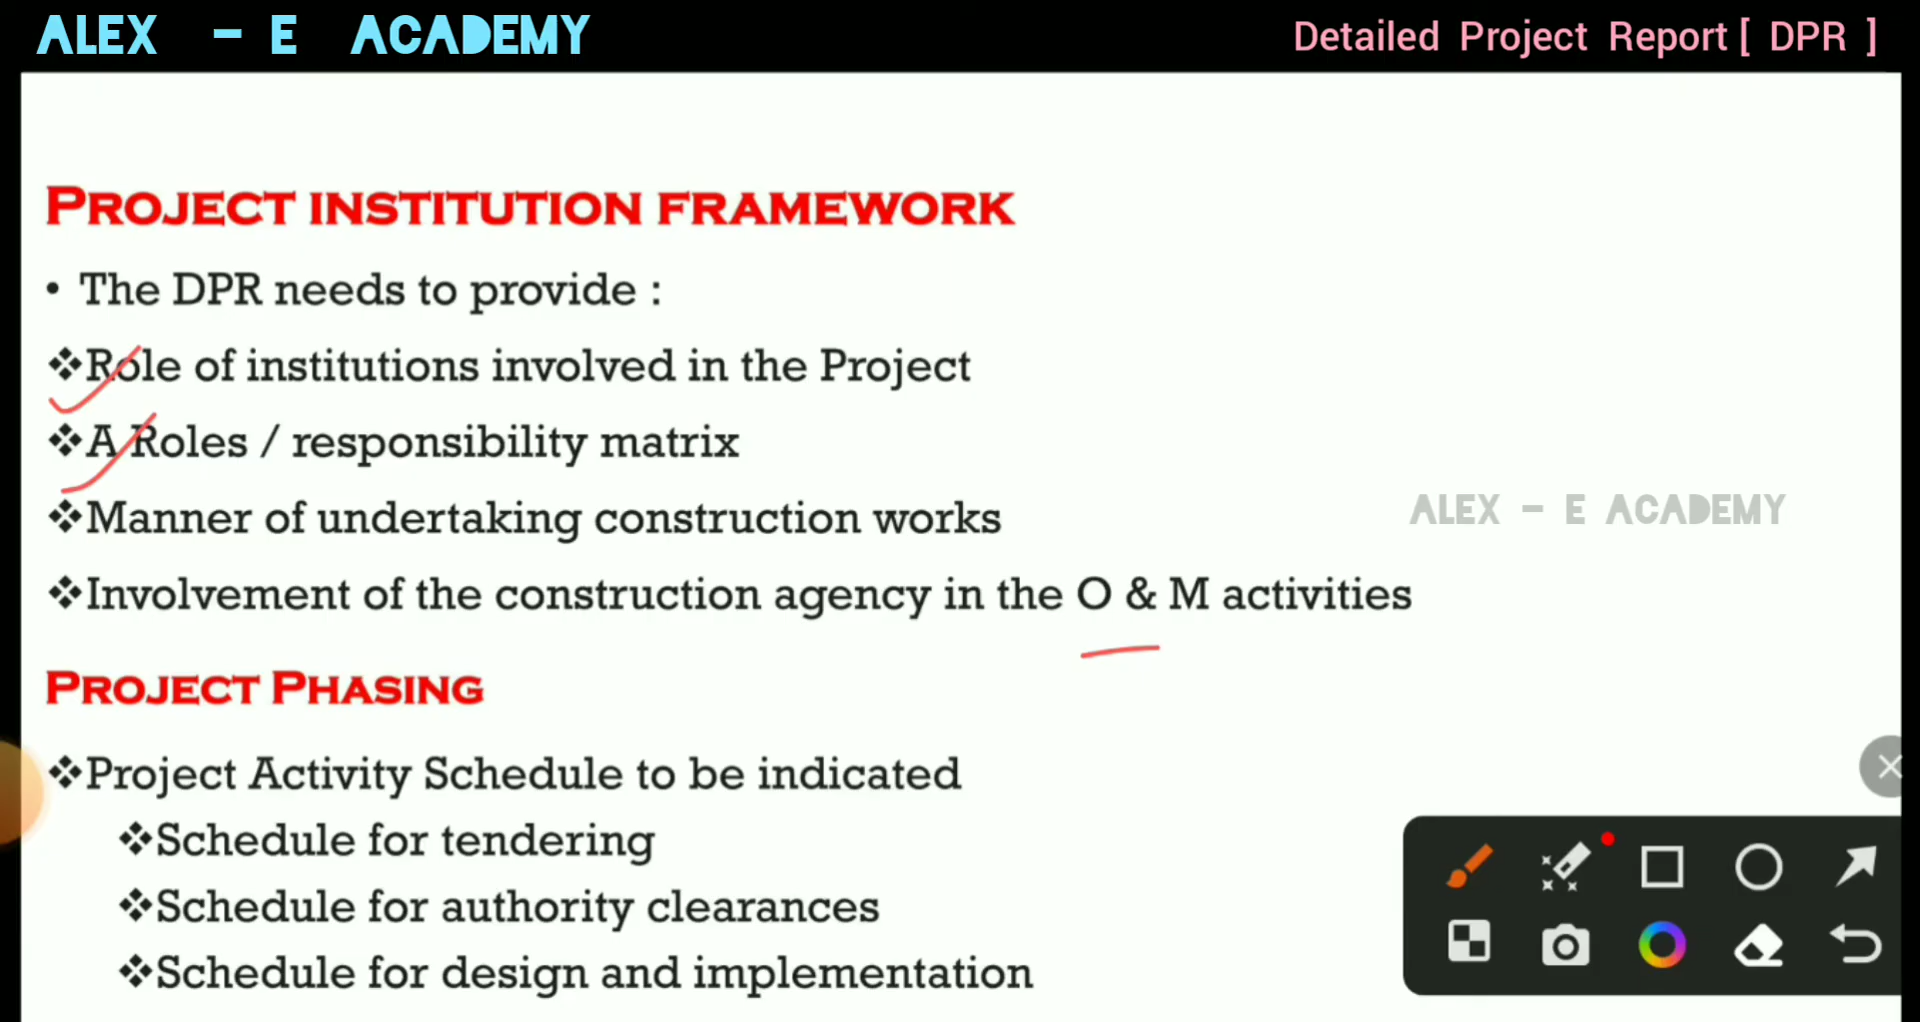 ALEX - E ACADEMY
Detailed Project Report [ DPR ]
PROJECT INSTITUTION FRAMEWORK
• The DPR needs to provide :
❖Role of institutions involved in the Project
❖A Roles / responsibility matrix
❖Manner of undertaking construction works
ALEX - E ACADEMY
❖Involvement of the construction agency in the O & M activities
PROJECT PHASING
❖Project Activity Schedule to be indicated
❖Schedule for tendering
❖Schedule for authority clearances
❖Schedule for design and implementation